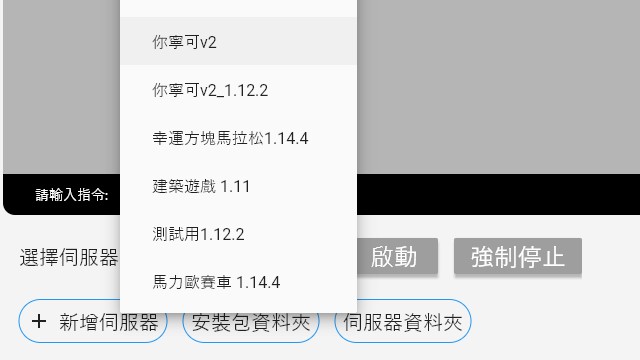 你寧可v2
你寧可v2_1.12.2
幸運方塊馬拉松1.14.4
建築遊戲 1.11
測試用1.12.2
馬力歐賽車 1.14.4
請輸入指令:
選擇伺服器
啟動
強制停止
+ 新增伺服器
安裝包資料夾
伺服器資料夾